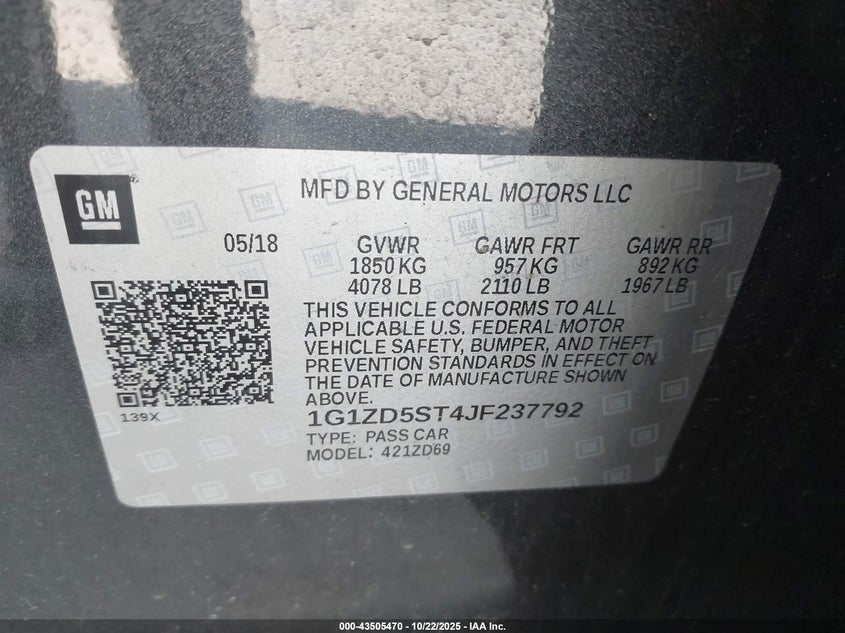 GM
MFD BY GENERAL MOTORS LLC
05/18 GVWR GAWR FRT GAWR RR
1850 KG 957 KG 892 KG
4078 LB 2110 LB 1967 LB
THIS VEHICLE CONFORMS TO ALL
APPLICABLE U.S. FEDERAL MOTOR
VEHICLE SAFETY, BUMPER, AND THEFT
PREVENTION STANDARDS IN EFFECT ON
THE DATE OF MANUFACTURE SHOWN
ABOVE.
139X
1G1ZD5ST4JF237792
TYPE: PASS CAR
MODEL: 421ZD69
000-43505470 | 10/22/2025 - IAA Inc.